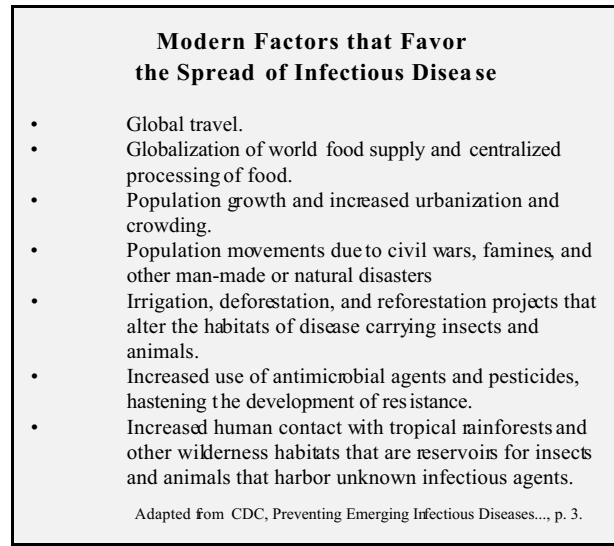 Modern Factors that Favor
the Spread of Infectious Disease
• Global travel.
• Globalization of world food supply and centralized
processing of food.
• Population growth and increased urbanization and
crowding.
• Population movements due to civil wars, famines, and
other man-made or natural disasters
• Irrigation, deforestation, and reforestation projects that
alter the habitats of disease carrying insects and
animals.
• Increased use of antimicrobial agents and pesticides,
hastening the development of resistance.
• Increased human contact with tropical rainforests and
other wilderness habitats that are reservoirs for insects
and animals that harbor unknown infectious agents.
Adapted from CDC, Preventing Emerging Infectious Diseases..., p. 3.